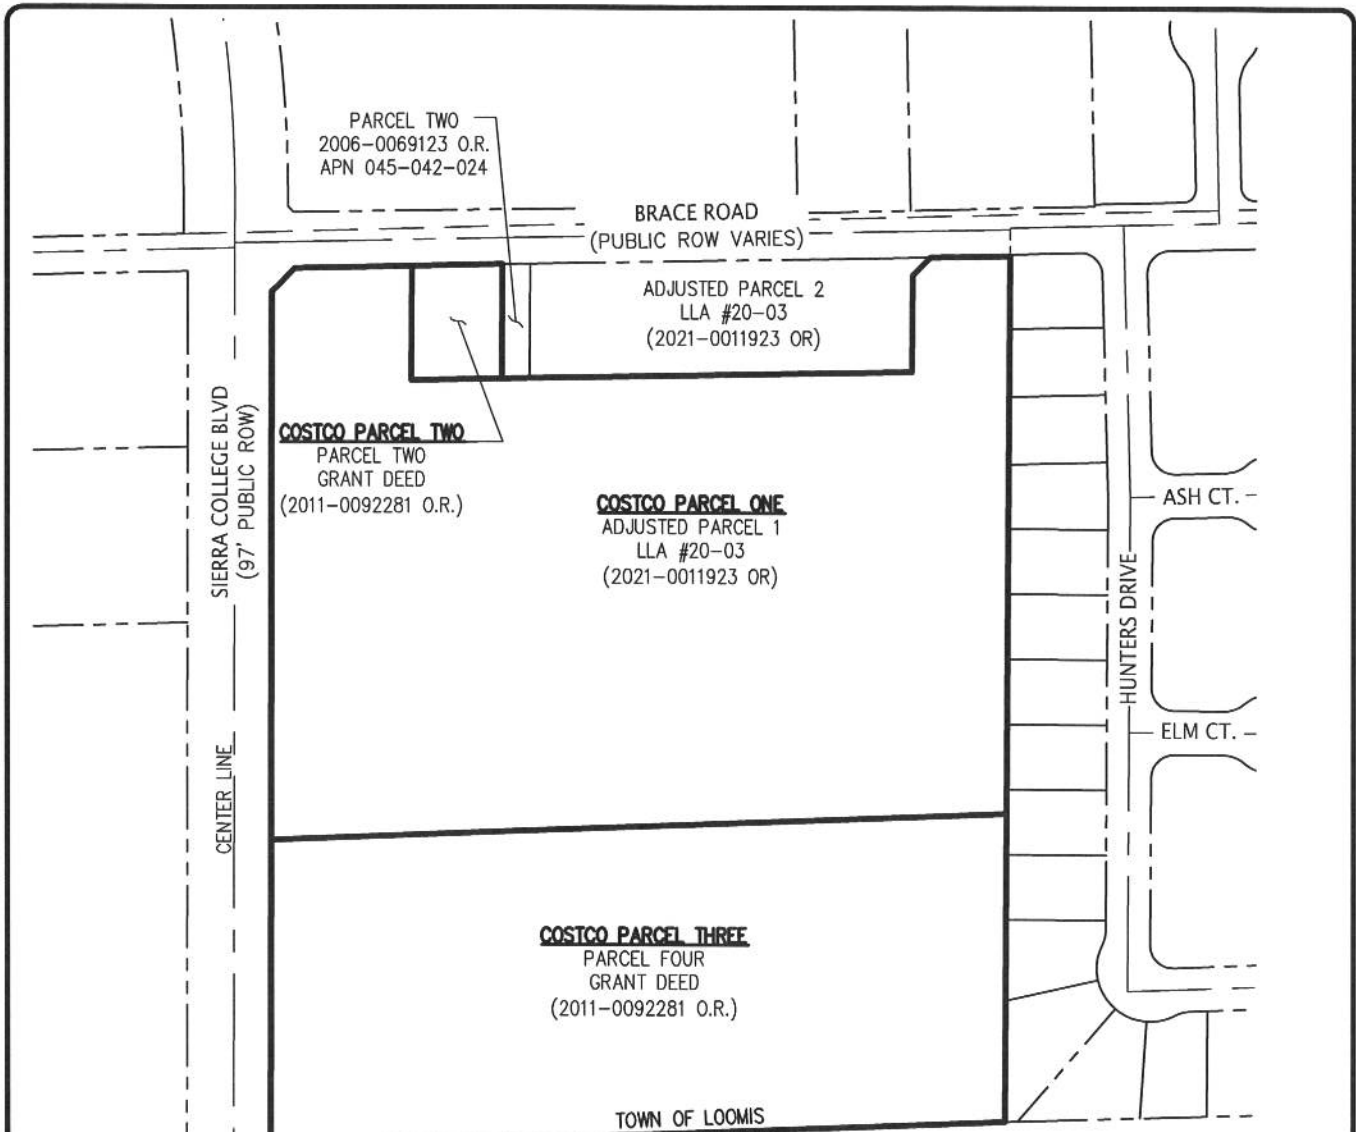 PARCEL TWO
2006-0069123 O.R.
APN 045-042-024
BRACE ROAD
(PUBLIC ROW VARIES)
ADJUSTED PARCEL 2
LLA #20-03
(2021-0011923 OR)
SIERRA COLLEGE BLVD
(97' PUBLIC ROW)
COSTCO PARCEL TWO
PARCEL TWO
GRANT DEED
(2011-0092281 O.R.)
COSTCO PARCEL ONE
ADJUSTED PARCEL 1
LLA #20-03
(2021-0011923 OR)
ASH CT.
HUNTERS DRIVE
ELM CT.
CENTER LINE
COSTCO PARCEL THREE
PARCEL FOUR
GRANT DEED
(2011-0092281 O.R.)
TOWN OF LOOMIS